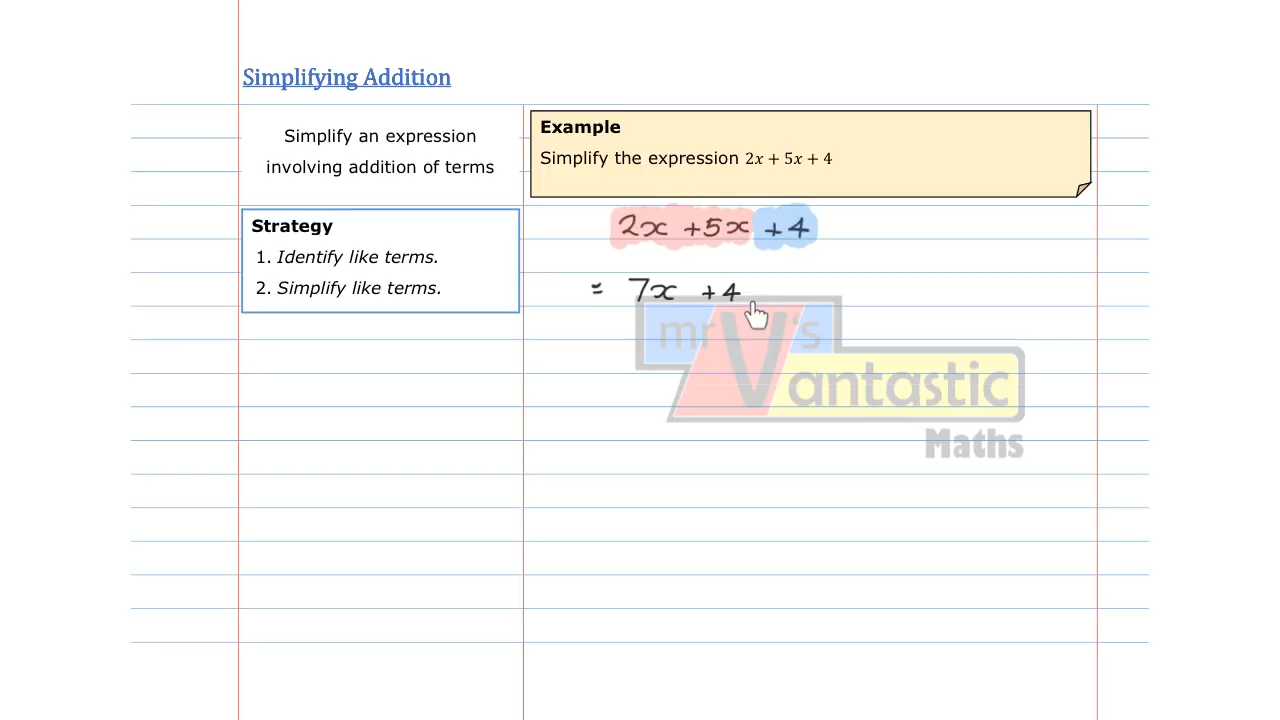 Simplifying Addition
Simplify an expression
involving addition of terms
Example
Simplify the expression 2x + 5x + 4
Strategy
1. Identify like terms.
2. Simplify like terms.
2x + 5x + 4
= 7x + 4
mr V's
Vantastic
Maths